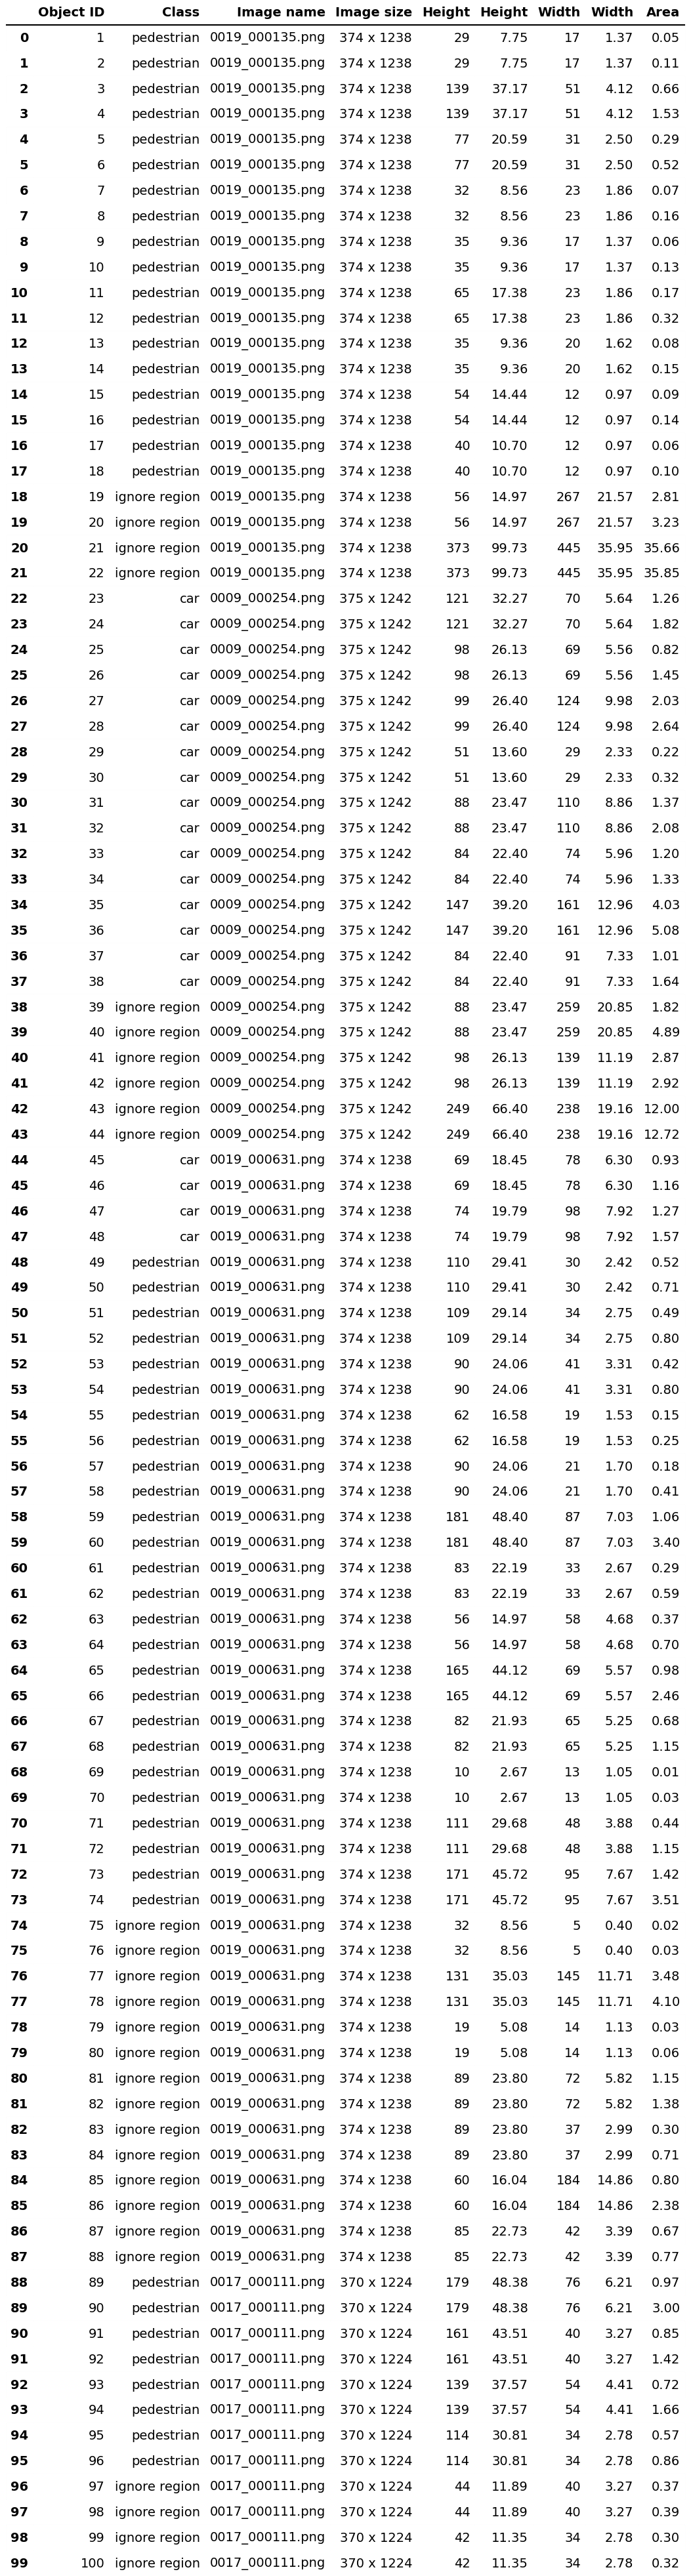 Object ID Class Image name Image size Height Height Width Width Area
0 1 pedestrian 0019_000135.png 374 x 1238 29 7.75 17 1.37 0.05
1 2 pedestrian 0019_000135.png 374 x 1238 29 7.75 17 1.37 0.11
2 3 pedestrian 0019_000135.png 374 x 1238 139 37.17 51 4.12 0.66
3 4 pedestrian 0019_000135.png 374 x 1238 139 37.17 51 4.12 1.53
4 5 pedestrian 0019_000135.png 374 x 1238 77 20.59 31 2.50 0.29
5 6 pedestrian 0019_000135.png 374 x 1238 77 20.59 31 2.50 0.52
6 7 pedestrian 0019_000135.png 374 x 1238 32 8.56 23 1.86 0.07
7 8 pedestrian 0019_000135.png 374 x 1238 32 8.56 23 1.86 0.16
8 9 pedestrian 0019_000135.png 374 x 1238 35 9.36 17 1.37 0.06
9 10 pedestrian 0019_000135.png 374 x 1238 35 9.36 17 1.37 0.13
10 11 pedestrian 0019_000135.png 374 x 1238 65 17.38 23 1.86 0.17
11 12 pedestrian 0019_000135.png 374 x 1238 65 17.38 23 1.86 0.32
12 13 pedestrian 0019_000135.png 374 x 1238 35 9.36 20 1.62 0.08
13 14 pedestrian 0019_000135.png 374 x 1238 35 9.36 20 1.62 0.15
14 15 pedestrian 0019_000135.png 374 x 1238 54 14.44 12 0.97 0.09
15 16 pedestrian 0019_000135.png 374 x 1238 54 14.44 12 0.97 0.14
16 17 pedestrian 0019_000135.png 374 x 1238 40 10.70 12 0.97 0.06
17 18 pedestrian 0019_000135.png 374 x 1238 40 10.70 12 0.97 0.10
18 19 ignore region 0019_000135.png 374 x 1238 56 14.97 267 21.57 2.81
19 20 ignore region 0019_000135.png 374 x 1238 56 14.97 267 21.57 3.23
20 21 ignore region 0019_000135.png 374 x 1238 373 99.73 445 35.95 35.66
21 22 ignore region 0019_000135.png 374 x 1238 373 99.73 445 35.95 35.85
22 23 car 0009_000254.png 375 x 1242 121 32.27 70 5.64 1.26
23 24 car 0009_000254.png 375 x 1242 121 32.27 70 5.64 1.82
24 25 car 0009_000254.png 375 x 1242 98 26.13 69 5.56 0.82
25 26 car 0009_000254.png 375 x 1242 98 26.13 69 5.56 1.45
26 27 car 0009_000254.png 375 x 1242 99 26.40 124 9.98 2.03
27 28 car 0009_000254.png 375 x 1242 99 26.40 124 9.98 2.64
28 29 car 0009_000254.png 375 x 1242 51 13.60 29 2.33 0.22
29 30 car 0009_000254.png 375 x 1242 51 13.60 29 2.33 0.32
30 31 car 0009_000254.png 375 x 1242 88 23.47 110 8.86 1.37
31 32 car 0009_000254.png 375 x 1242 88 23.47 110 8.86 2.08
32 33 car 0009_000254.png 375 x 1242 84 22.40 74 5.96 1.20
33 34 car 0009_000254.png 375 x 1242 84 22.40 74 5.96 1.33
34 35 car 0009_000254.png 375 x 1242 147 39.20 161 12.96 4.03
35 36 car 0009_000254.png 375 x 1242 147 39.20 161 12.96 5.08
36 37 car 0009_000254.png 375 x 1242 84 22.40 91 7.33 1.01
37 38 car 0009_000254.png 375 x 1242 84 22.40 91 7.33 1.64
38 39 ignore region 0009_000254.png 375 x 1242 88 23.47 259 20.85 1.82
39 40 ignore region 0009_000254.png 375 x 1242 88 23.47 259 20.85 4.89
40 41 ignore region 0009_000254.png 375 x 1242 98 26.13 139 11.19 2.87
41 42 ignore region 0009_000254.png 375 x 1242 98 26.13 139 11.19 2.92
42 43 ignore region 0009_000254.png 375 x 1242 249 66.40 238 19.16 12.00
43 44 ignore region 0009_000254.png 375 x 1242 249 66.40 238 19.16 12.72
44 45 car 0019_000631.png 374 x 1238 69 18.45 78 6.30 0.93
45 46 car 0019_000631.png 374 x 1238 69 18.45 78 6.30 1.16
46 47 car 0019_000631.png 374 x 1238 74 19.79 98 7.92 1.27
47 48 car 0019_000631.png 374 x 1238 74 19.79 98 7.92 1.57
48 49 pedestrian 0019_000631.png 374 x 1238 110 29.41 30 2.42 0.52
49 50 pedestrian 0019_000631.png 374 x 1238 110 29.41 30 2.42 0.71
50 51 pedestrian 0019_000631.png 374 x 1238 109 29.14 34 2.75 0.49
51 52 pedestrian 0019_000631.png 374 x 1238 109 29.14 34 2.75 0.80
52 53 pedestrian 0019_000631.png 374 x 1238 90 24.06 41 3.31 0.42
53 54 pedestrian 0019_000631.png 374 x 1238 90 24.06 41 3.31 0.80
54 55 pedestrian 0019_000631.png 374 x 1238 62 16.58 19 1.53 0.15
55 56 pedestrian 0019_000631.png 374 x 1238 62 16.58 19 1.53 0.25
56 57 pedestrian 0019_000631.png 374 x 1238 90 24.06 21 1.70 0.18
57 58 pedestrian 0019_000631.png 374 x 1238 90 24.06 21 1.70 0.41
58 59 pedestrian 0019_000631.png 374 x 1238 181 48.40 87 7.03 1.06
59 60 pedestrian 0019_000631.png 374 x 1238 181 48.40 87 7.03 3.40
60 61 pedestrian 0019_000631.png 374 x 1238 83 22.19 33 2.67 0.29
61 62 pedestrian 0019_000631.png 374 x 1238 83 22.19 33 2.67 0.59
62 63 pedestrian 0019_000631.png 374 x 1238 56 14.97 58 4.68 0.37
63 64 pedestrian 0019_000631.png 374 x 1238 56 14.97 58 4.68 0.70
64 65 pedestrian 0019_000631.png 374 x 1238 165 44.12 69 5.57 0.98
65 66 pedestrian 0019_000631.png 374 x 1238 165 44.12 69 5.57 2.46
66 67 pedestrian 0019_000631.png 374 x 1238 82 21.93 65 5.25 0.68
67 68 pedestrian 0019_000631.png 374 x 1238 82 21.93 65 5.25 1.15
68 69 pedestrian 0019_000631.png 374 x 1238 10 2.67 13 1.05 0.01
69 70 pedestrian 0019_000631.png 374 x 1238 10 2.67 13 1.05 0.03
70 71 pedestrian 0019_000631.png 374 x 1238 111 29.68 48 3.88 0.44
71 72 pedestrian 0019_000631.png 374 x 1238 111 29.68 48 3.88 1.15
72 73 pedestrian 0019_000631.png 374 x 1238 171 45.72 95 7.67 1.42
73 74 pedestrian 0019_000631.png 374 x 1238 171 45.72 95 7.67 3.51
74 75 ignore region 0019_000631.png 374 x 1238 32 8.56 5 0.40 0.02
75 76 ignore region 0019_000631.png 374 x 1238 32 8.56 5 0.40 0.03
76 77 ignore region 0019_000631.png 374 x 1238 131 35.03 145 11.71 3.48
77 78 ignore region 0019_000631.png 374 x 1238 131 35.03 145 11.71 4.10
78 79 ignore region 0019_000631.png 374 x 1238 19 5.08 14 1.13 0.03
79 80 ignore region 0019_000631.png 374 x 1238 19 5.08 14 1.13 0.06
80 81 ignore region 0019_000631.png 374 x 1238 89 23.80 72 5.82 1.15
81 82 ignore region 0019_000631.png 374 x 1238 89 23.80 72 5.82 1.38
82 83 ignore region 0019_000631.png 374 x 1238 89 23.80 37 2.99 0.30
83 84 ignore region 0019_000631.png 374 x 1238 89 23.80 37 2.99 0.71
84 85 ignore region 0019_000631.png 374 x 1238 60 16.04 184 14.86 0.80
85 86 ignore region 0019_000631.png 374 x 1238 60 16.04 184 14.86 2.38
86 87 ignore region 0019_000631.png 374 x 1238 85 22.73 42 3.39 0.67
87 88 ignore region 0019_000631.png 374 x 1238 85 22.73 42 3.39 0.77
88 89 pedestrian 0017_000111.png 370 x 1224 179 48.38 76 6.21 0.97
89 90 pedestrian 0017_000111.png 370 x 1224 179 48.38 76 6.21 3.00
90 91 pedestrian 0017_000111.png 370 x 1224 161 43.51 40 3.27 0.85
91 92 pedestrian 0017_000111.png 370 x 1224 161 43.51 40 3.27 1.42
92 93 pedestrian 0017_000111.png 370 x 1224 139 37.57 54 4.41 0.72
93 94 pedestrian 0017_000111.png 370 x 1224 139 37.57 54 4.41 1.66
94 95 pedestrian 0017_000111.png 370 x 1224 114 30.81 34 2.78 0.57
95 96 pedestrian 0017_000111.png 370 x 1224 114 30.81 34 2.78 0.86
96 97 ignore region 0017_000111.png 370 x 1224 44 11.89 40 3.27 0.37
97 98 ignore region 0017_000111.png 370 x 1224 44 11.89 40 3.27 0.39
98 99 ignore region 0017_000111.png 370 x 1224 42 11.35 34 2.78 0.30
99 100 ignore region 0017_000111.png 370 x 1224 42 11.35 34 2.78 0.32